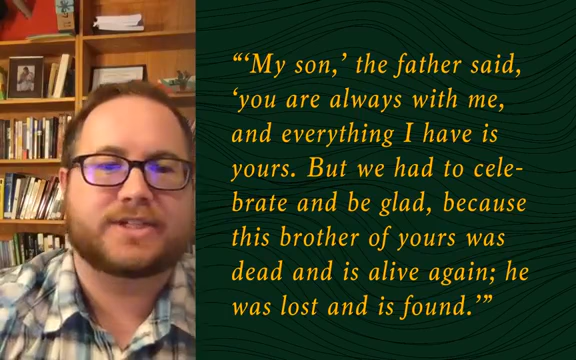 “‘My son,’ the father said,
‘you are always with me,
and everything I have is
yours. But we had to cele-
brate and be glad, because
this brother of yours was
dead and is alive again; he
was lost and is found.’”